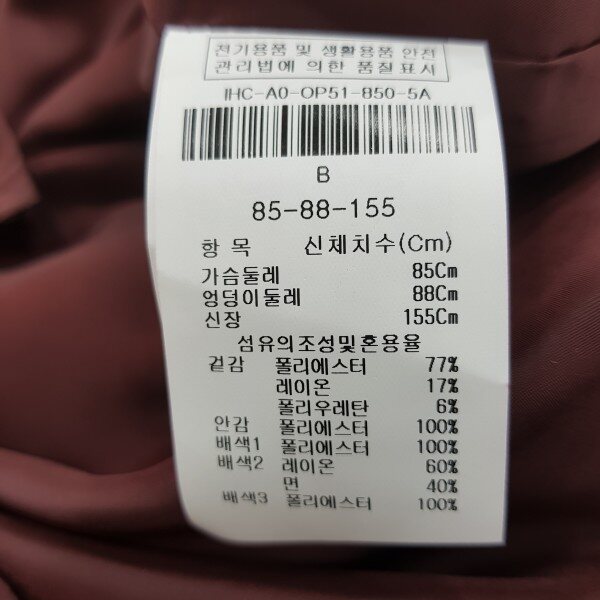 전기용품 및 생활용품 안전
관리법에 의한 품질표시
IHC-A0-OP51-850-5A
B
85-88-155
항 목 신체치수(Cm)
가슴둘레 85Cm
엉덩이둘레 88Cm
신장 155Cm
섬유의조성및혼용율
겉감 폴리에스터 77%
레이온 17%
폴리우레탄 6%
안감 폴리에스터 100%
배색1 폴리에스터 100%
배색2 레이온 60%
면 40%
배색3 폴리에스터 100%